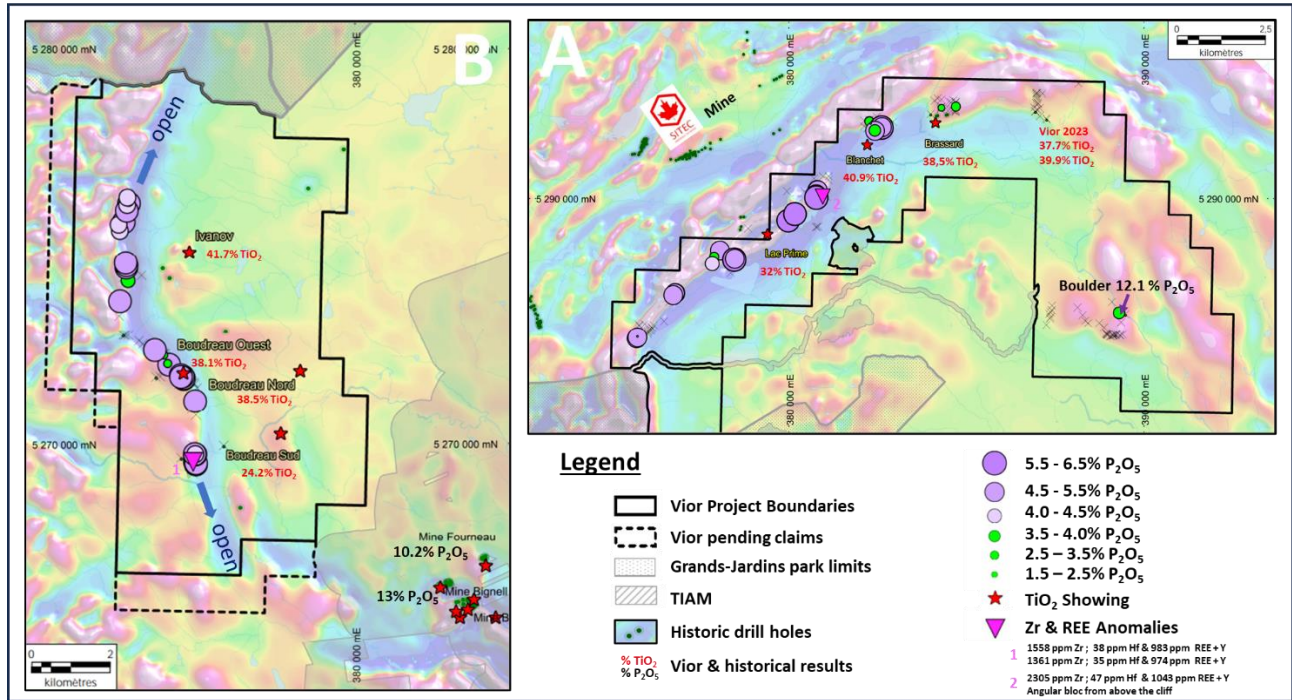 B
5 280 000 mN
380 000 mE
5 280 000 mN
open
Ivanov
41.7% TiO₂
Boudreau Ouest
38.1% TiO₂
Boudreau Nord
38.5% TiO₂
5 270 000 mN
5 270 000 mN
Boudreau Sud
1
24.2% TiO₂
open
Mine Fourneau
10.2% P₂O₅
13% P₂O₅
Mine Bignell
Mine B
0 2
kilomètres
380 000 mE
A
380 000 mE
390 000 mE
0 2.5
kilomètres
SITEC
Mine
Vior 2023
37.7% TiO₂
39.9% TiO₂
Brassard
38,5% TiO₂
Blanchet
40.9% TiO₂
5 290 000 mN
5 290 000 mN
2
Lac Prime
32% TiO₂
Boulder 12.1 % P₂O₅
380 000 mE
390 000 mE
Legend
Vior Project Boundaries
Vior pending claims
Grands-Jardins park limits
TIAM
Historic drill holes
% TiO₂
% P₂O₅
Vior & historical results
5.5 - 6.5% P₂O₅
4.5 - 5.5% P₂O₅
4.0 - 4.5% P₂O₅
3.5 - 4.0% P₂O₅
2.5 – 3.5% P₂O₅
1.5 – 2.5% P₂O₅
TiO₂ Showing
Zr & REE Anomalies
1
1558 ppm Zr ; 38 ppm Hf & 983 ppm REE + Y
1361 ppm Zr ; 35 ppm Hf & 974 ppm REE + Y
2
2305 ppm Zr ; 47 ppm Hf & 1043 ppm REE + Y
Angular bloc from above the cliff